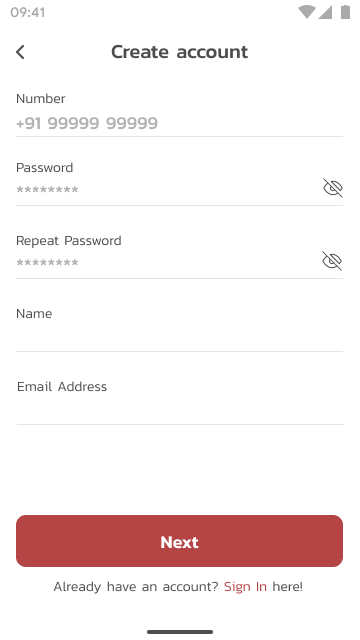 09:41
Create account
Number
+91 99999 99999
Password
********
Repeat Password
********
Name
Email Address
Next
Already have an account? Sign In here!